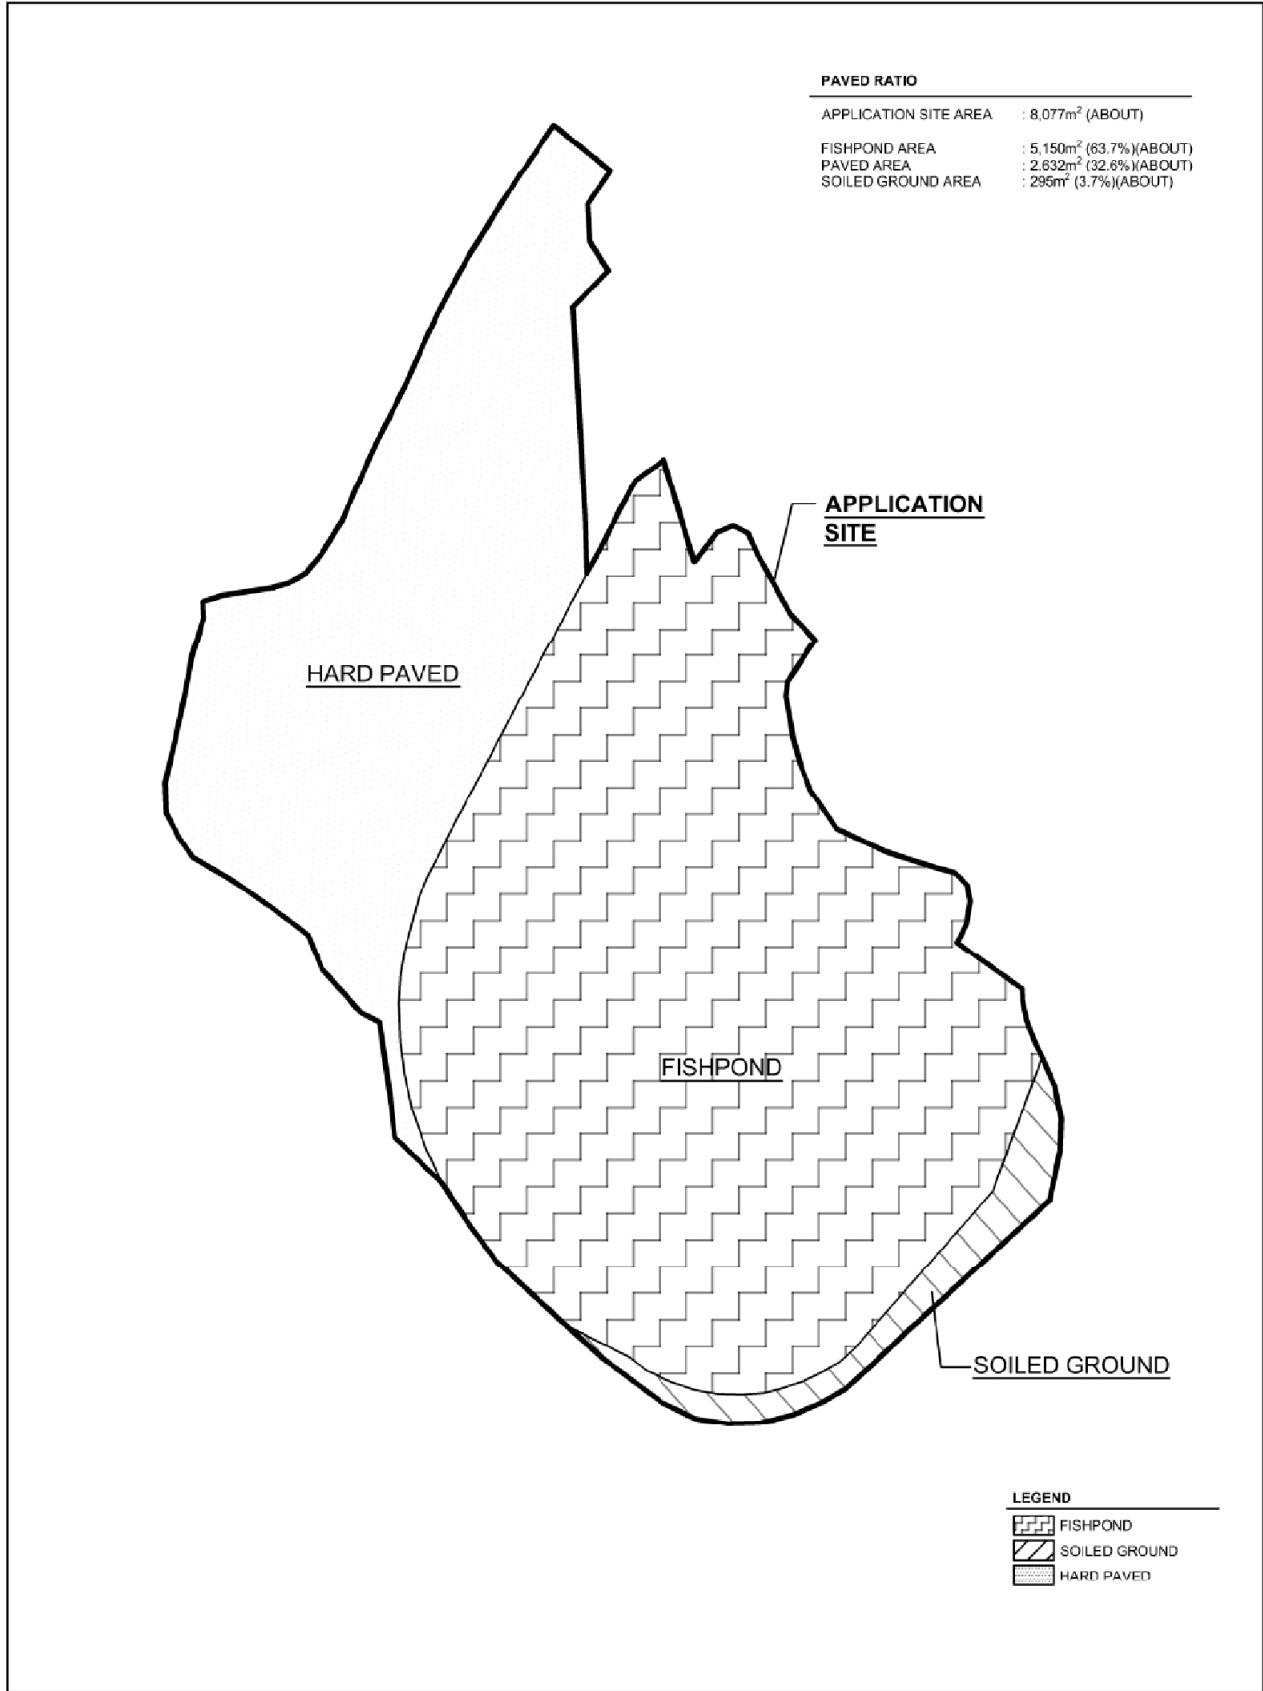 PAVED RATIO
APPLICATION SITE AREA : 8,077m² (ABOUT)
FISHPOND AREA : 5,150m² (63.7%)(ABOUT)
PAVED AREA : 2,632m² (32.6%)(ABOUT)
SOILED GROUND AREA : 295m² (3.7%)(ABOUT)
APPLICATION
SITE
HARD PAVED
FISHPOND
SOILED GROUND
LEGEND
FISHPOND
SOILED GROUND
HARD PAVED